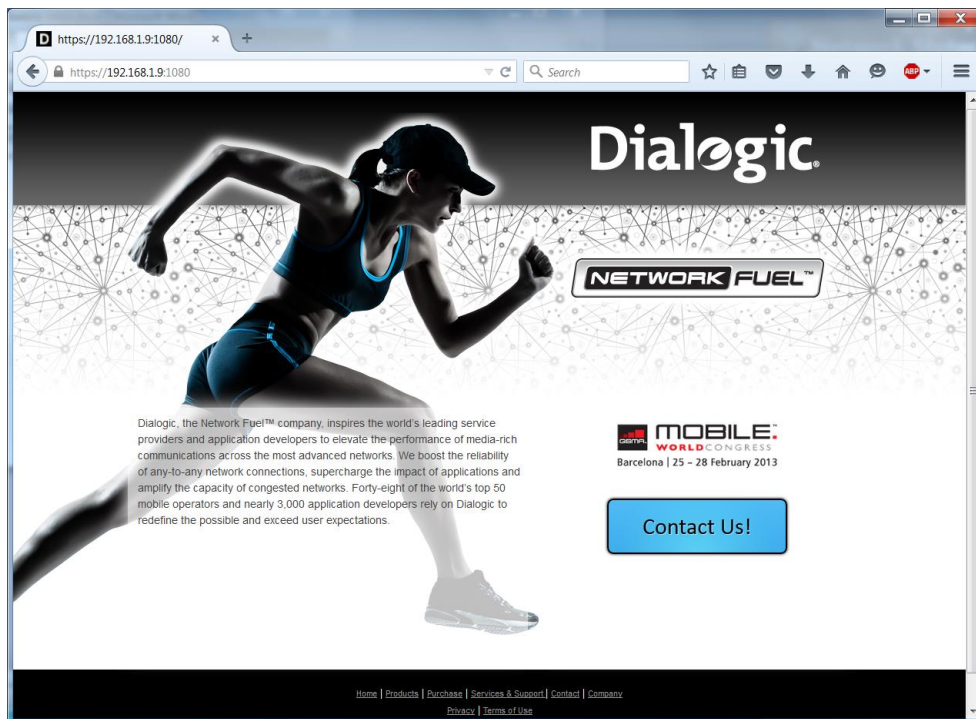 D https://192.168.1.9:1080/
https://192.168.1.9:1080
Search
ABP
Dialogic.
NETWORK FUEL™
Dialogic, the Network Fuel™ company, inspires the world's leading service
providers and application developers to elevate the performance of media-rich
communications across the most advanced networks. We boost the reliability
of any-to-any network connections, supercharge the impact of applications and
amplify the capacity of congested networks. Forty-eight of the world's top 50
mobile operators and nearly 3,000 application developers rely on Dialogic to
redefine the possible and exceed user expectations.
GSMA. MOBILE™
WORLDCONGRESS
Barcelona | 25 – 28 February 2013
Contact Us!
Home | Products | Purchase | Services & Support | Contact | Company
Privacy | Terms of Use